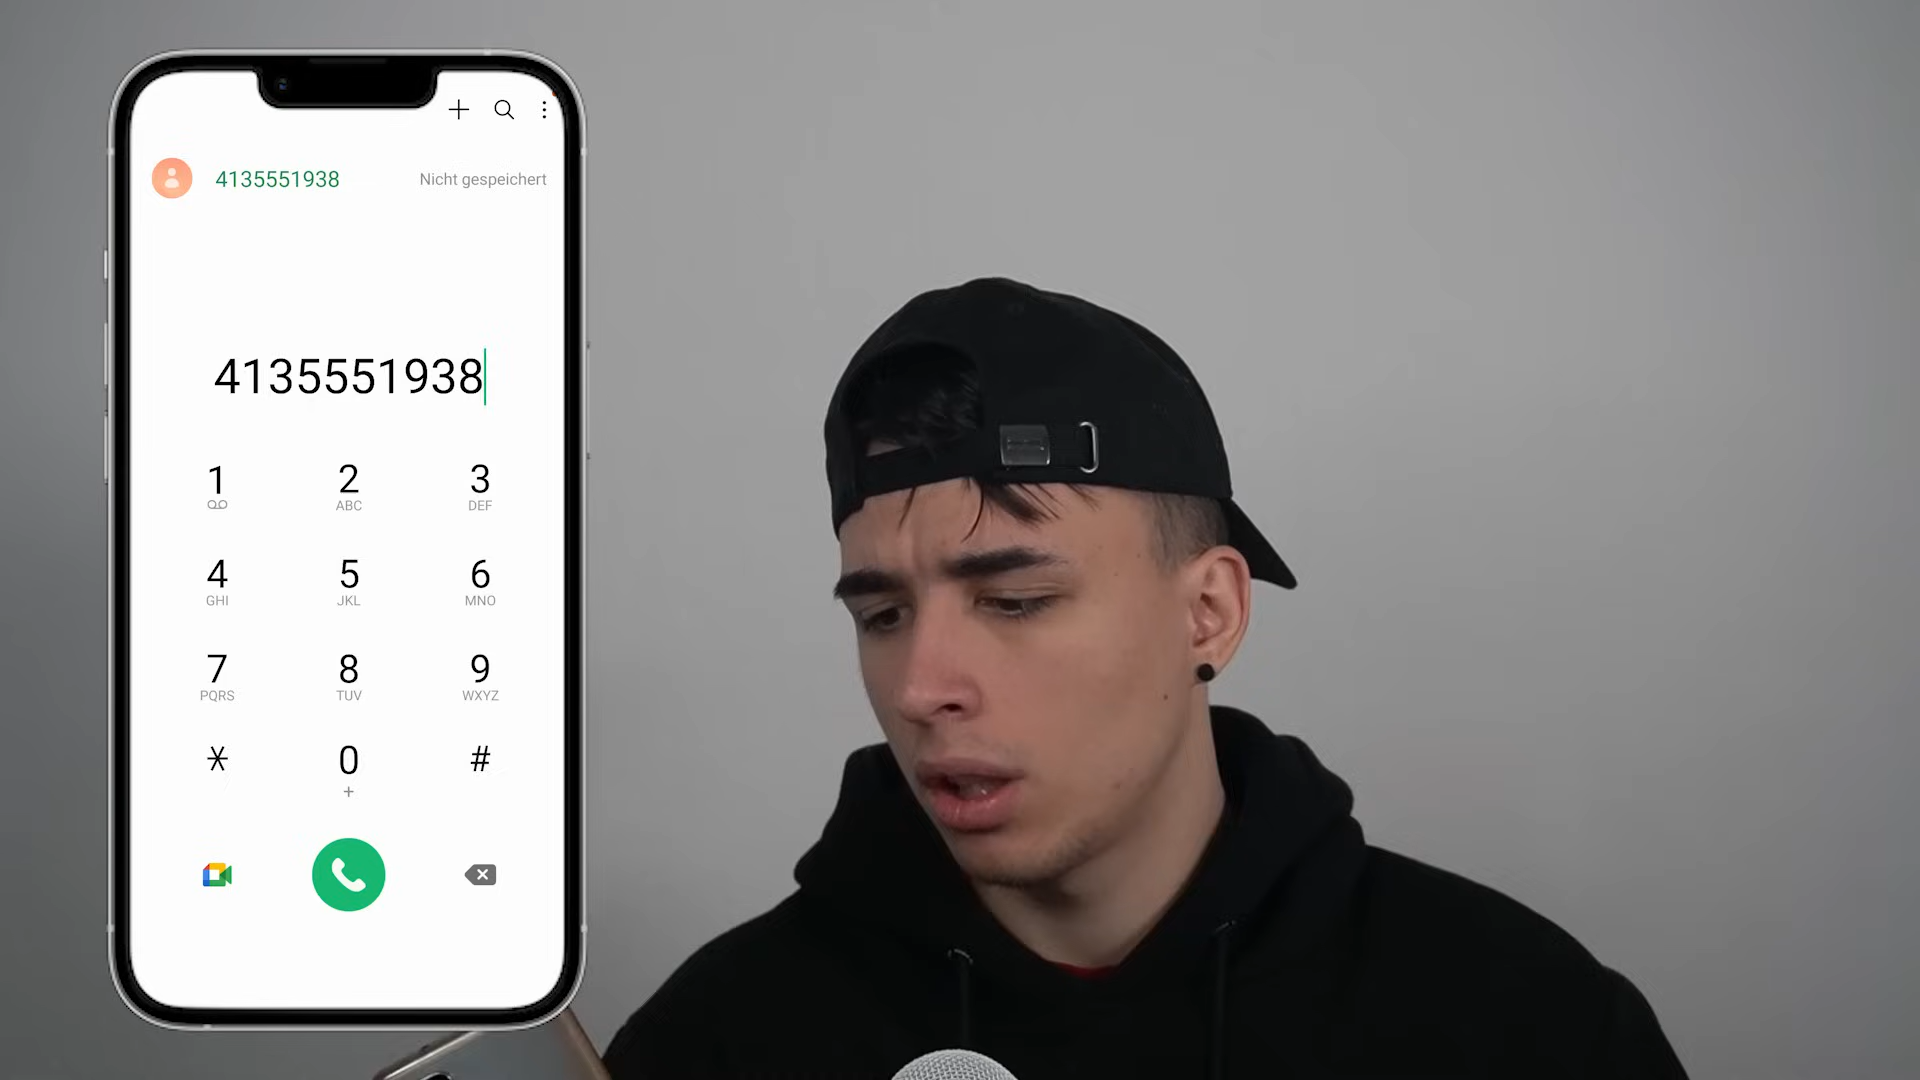 4135551938 Nicht gespeichert
4135551938
1 2 3
ABC DEF
4 5 6
GHI JKL MNO
7 8 9
PQRS TUV WXYZ
* 0 #
+